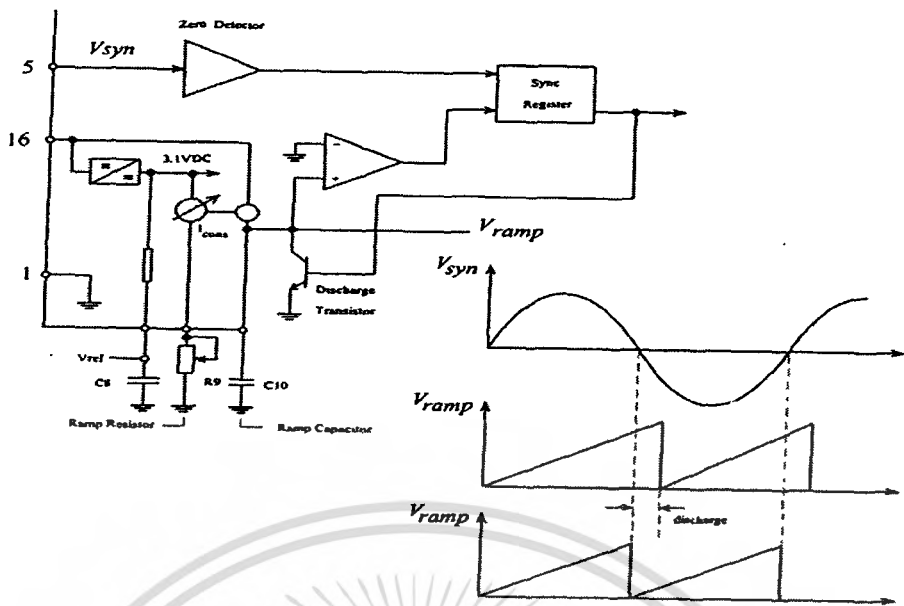 Zero Detector
Vsyn
5
Sync
Register
16
3.1VDC
Icons
Vramp
1
Discharge
Transistor
Vsyn
Vref
C8
R9
C10
Ramp Resistor
Ramp Capacitor
Vramp
discharge
Vramp